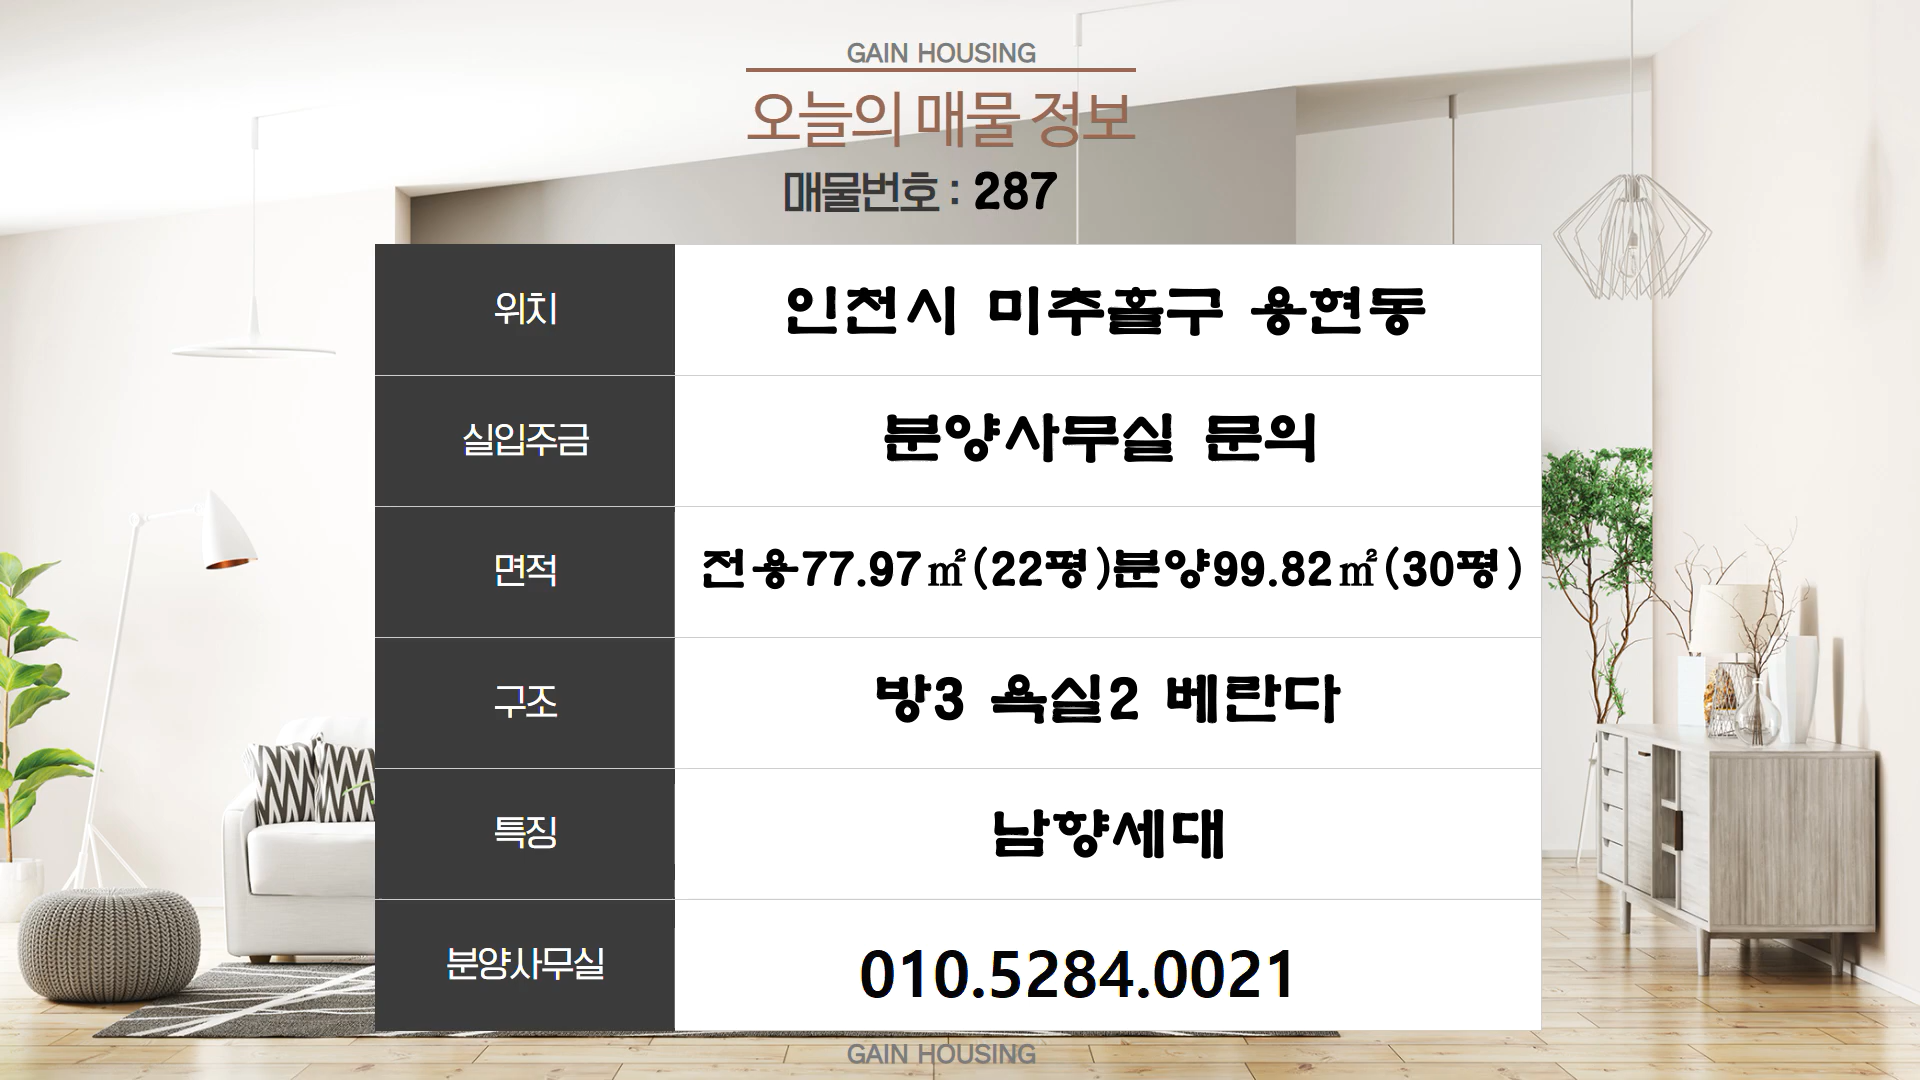 GAIN HOUSING
오늘의 매물 정보
매물번호 : 287
위치
인천시 미추홀구 용현동
실입주금
분양사무실 문의
면적
전용77.97㎡(22평)분양99.82㎡(30평)
구조
방3 욕실2 베란다
특징
남향세대
분양사무실
010.5284.0021
GAIN HOUSING